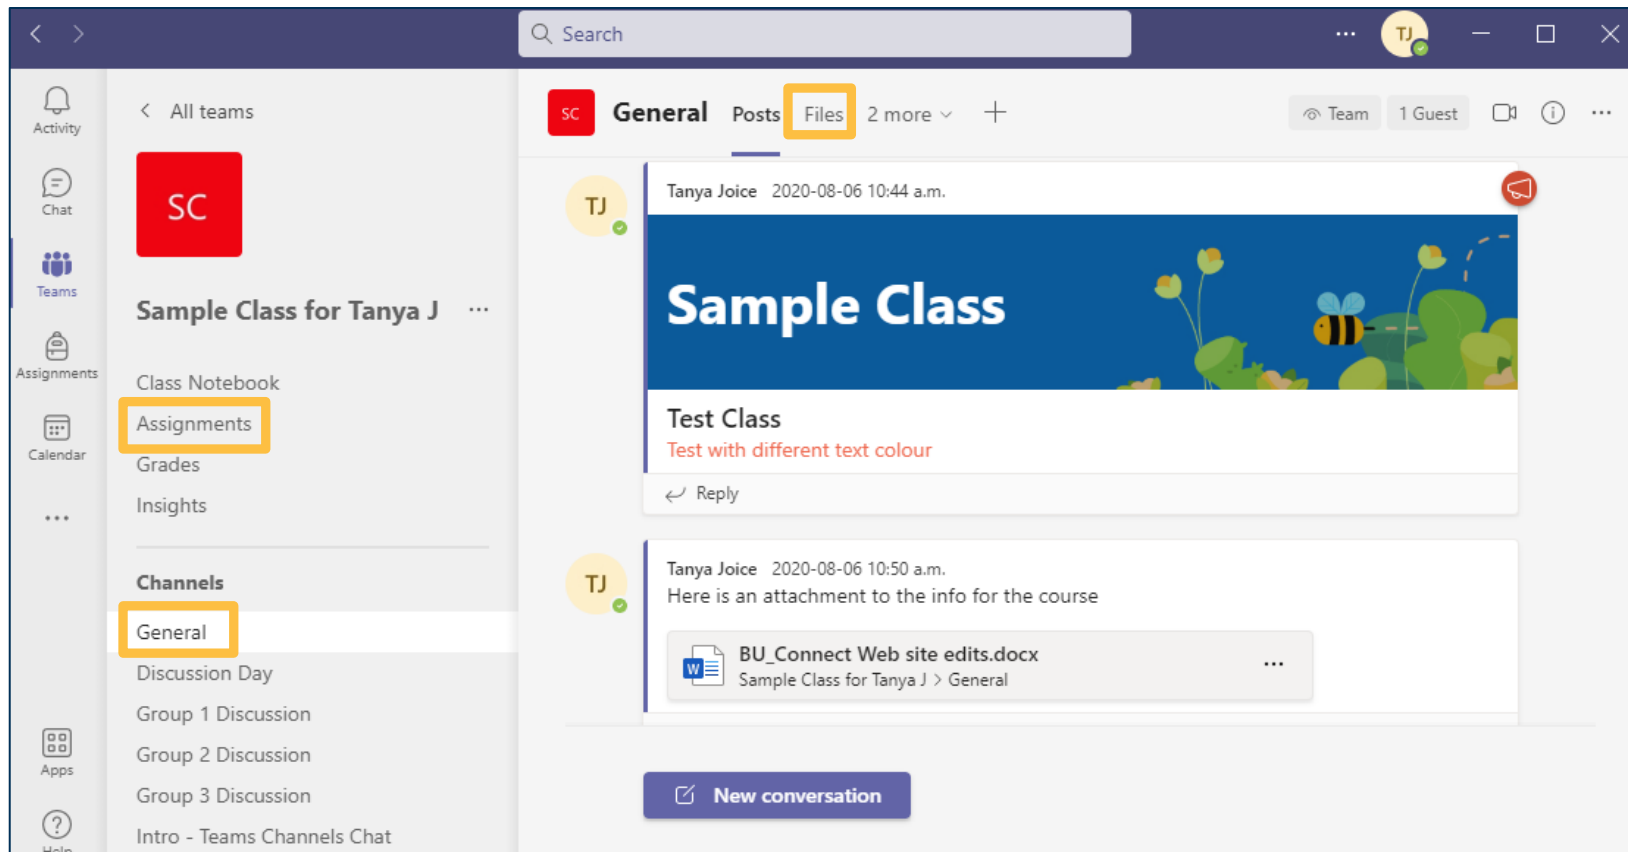 Search
TJ
Activity
Chat
Teams
Assignments
Calendar
Apps
Help
All teams
SC
Sample Class for Tanya J
Class Notebook
Assignments
Grades
Insights
Channels
General
Discussion Day
Group 1 Discussion
Group 2 Discussion
Group 3 Discussion
Intro - Teams Channels Chat
SC General Posts Files 2 more
Team 1 Guest
TJ
Tanya Joice 2020-08-06 10:44 a.m.
Sample Class
Test Class
Test with different text colour
Reply
TJ
Tanya Joice 2020-08-06 10:50 a.m.
Here is an attachment to the info for the course
W
BU_Connect Web site edits.docx
Sample Class for Tanya J > General
New conversation